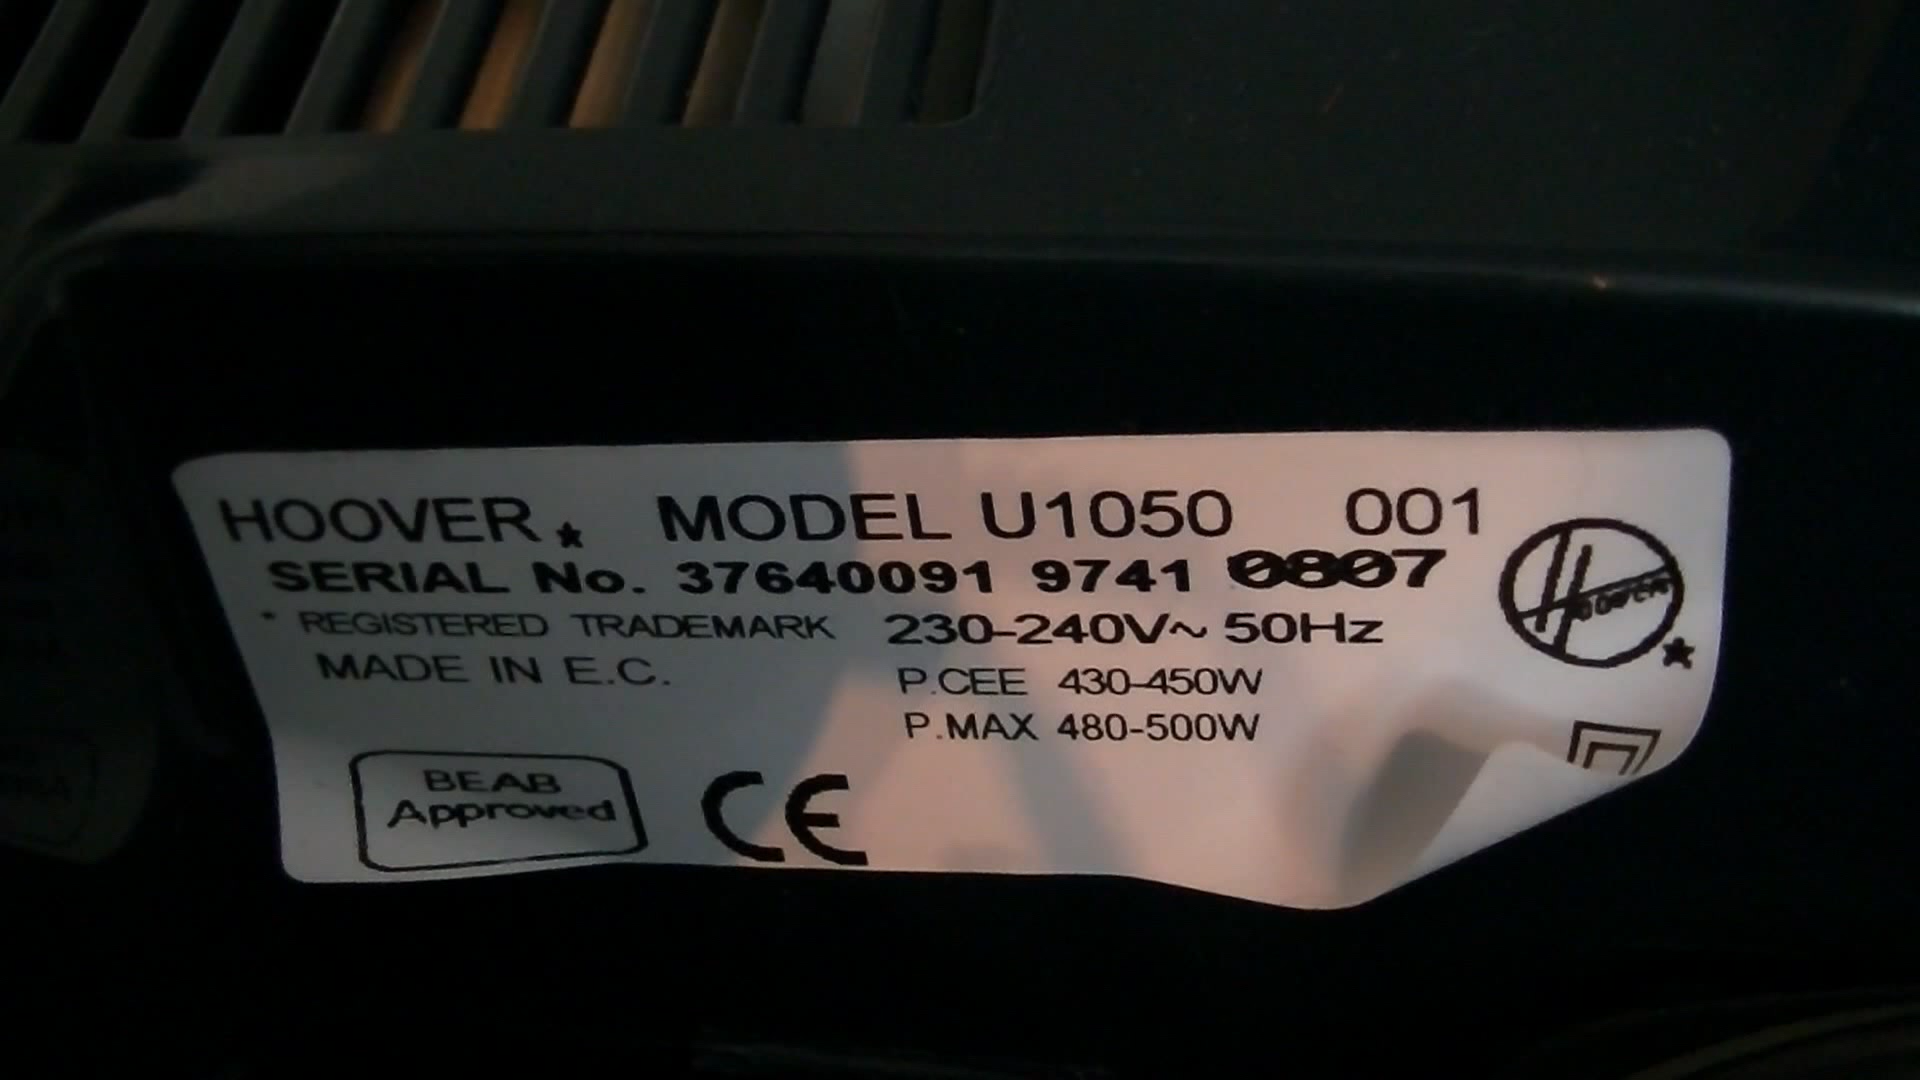 HOOVER★ MODEL U1050 001
SERIAL No. 37640091 9741 0807
* REGISTERED TRADEMARK 230-240V~ 50Hz
MADE IN E.C. P.CEE 430-450W
P.MAX 480-500W
Hoover★
BEAB
Approved
CE